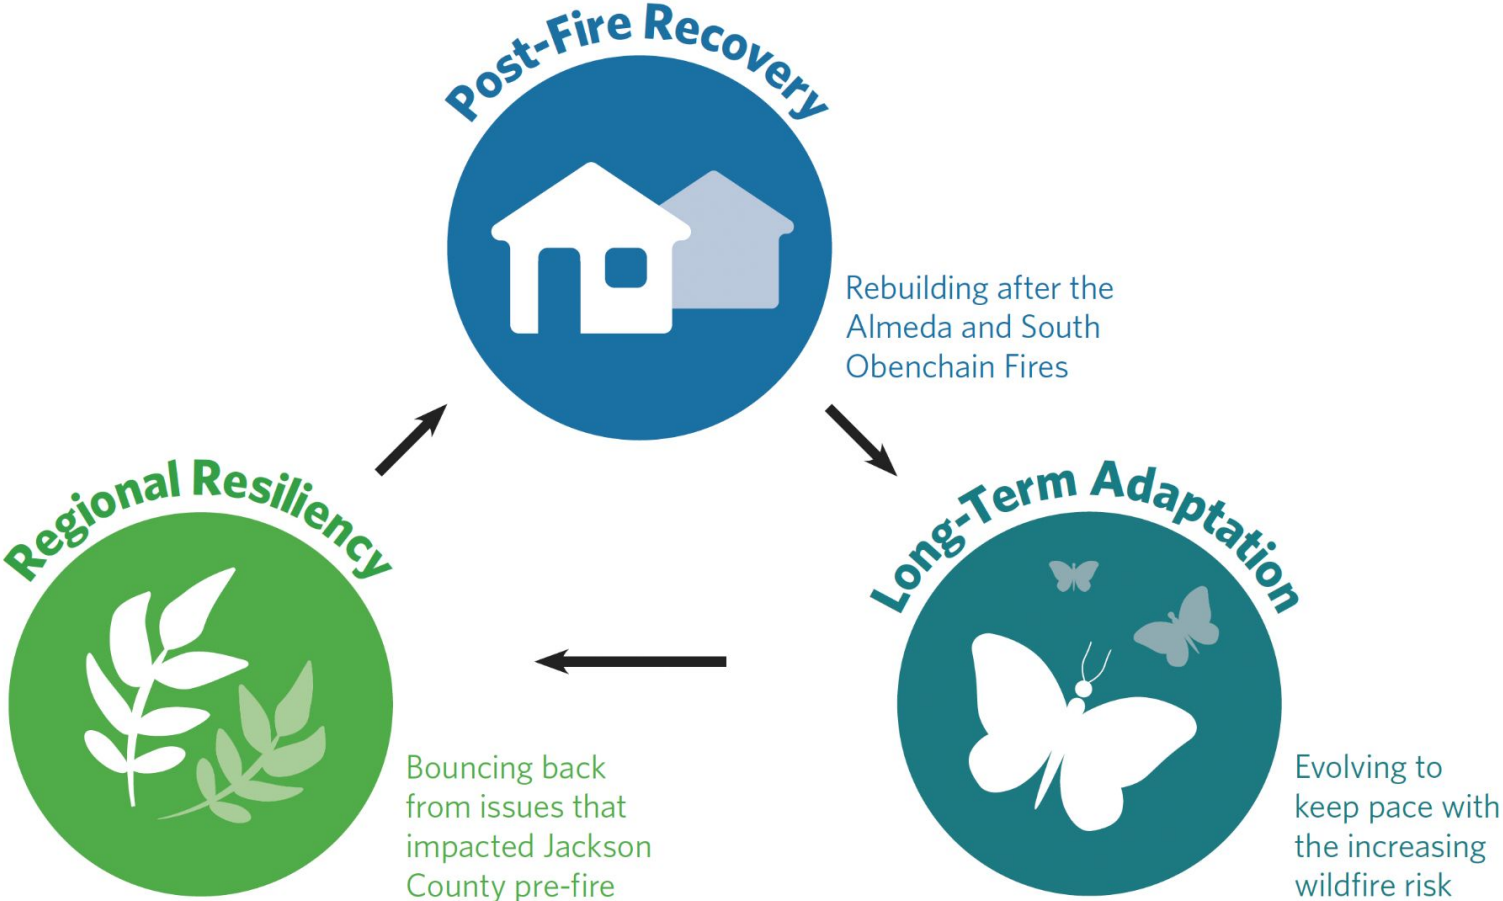 Post-Fire Recovery
Rebuilding after the
Almeda and South
Obenchain Fires
Long-Term Adaptation
Evolving to
keep pace with
the increasing
wildfire risk
Regional Resiliency
Bouncing back
from issues that
impacted Jackson
County pre-fire